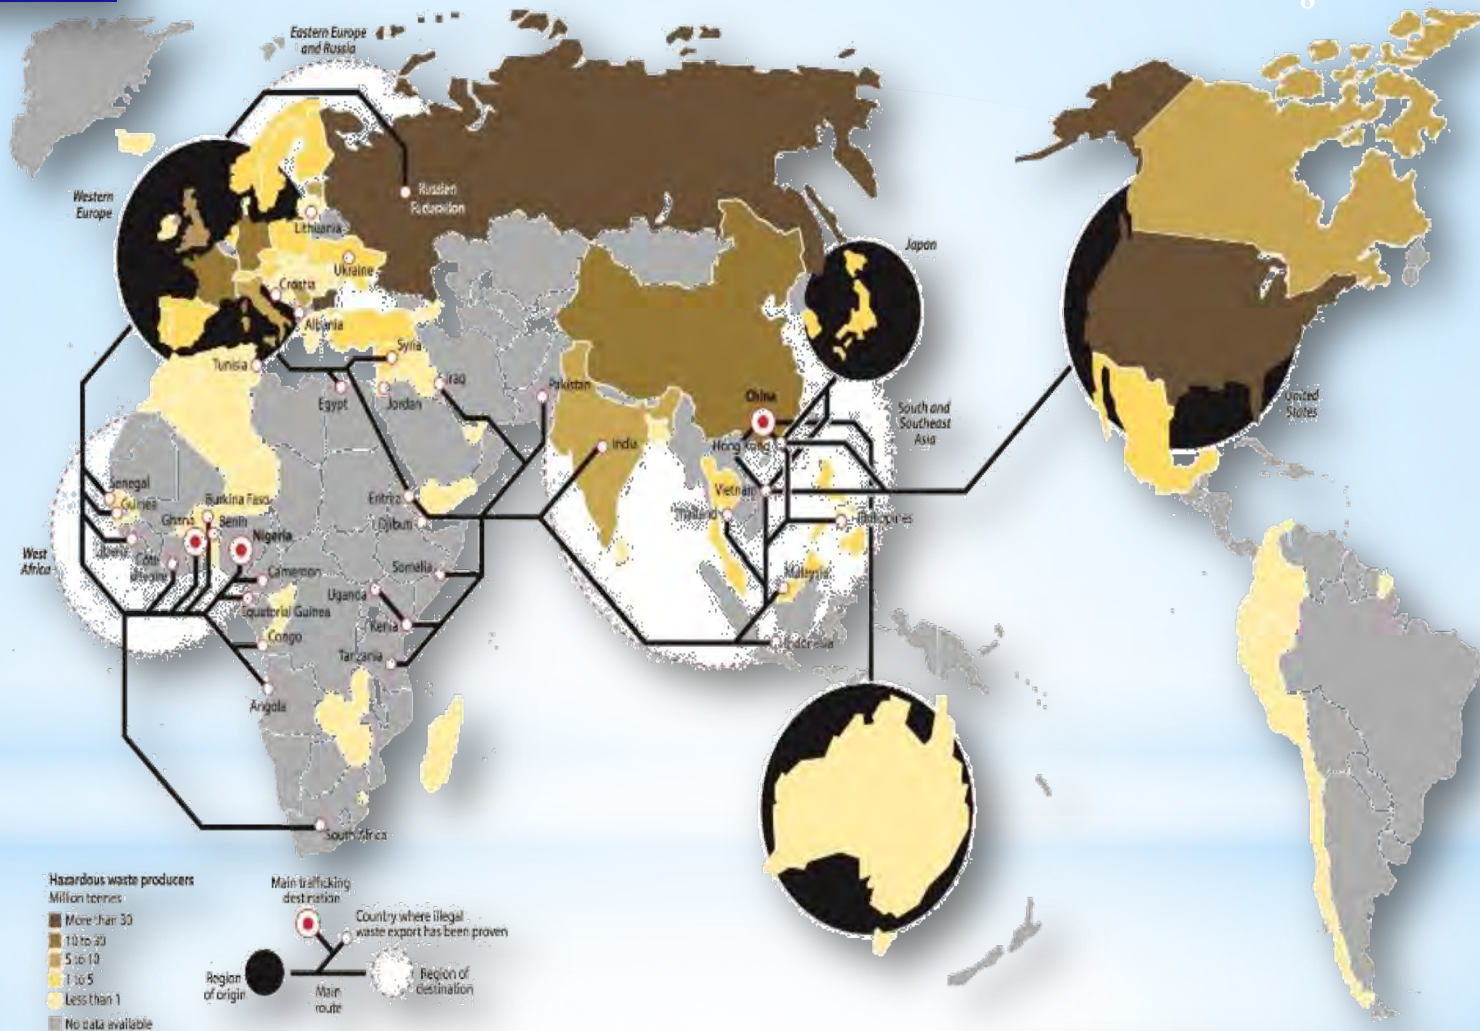 Eastern Europe
and Russia
Western
Europe
Russian
Federation
Lithuania
Ukraine
Croatia
Albania
Japan
Tunisia
Syria
Iraq
Egypt
Jordan
Pakistan
China
Hong Kong
South and
Southeast
Asia
United
States
India
Senegal
Guinea
Burkina Faso
Ghana
Benin
Nigeria
Eritrea
Djibuti
Vietnam
Thailand
Philippines
West
Africa
Liberia
Côte
d'Ivoire
Cameroon
Somalia
Malaysia
Uganda
Equatorial Guinea
Kenia
Congo
Tanzania
Indonesia
Angola
South Africa
Hazardous waste producers
Million tonnes
More than 30
10 to 30
5 to 10
1 to 5
Less than 1
No data available
Main trafficking
destination
Country where illegal
waste export has been proven
Region
of origin
Main
route
Region of
destination